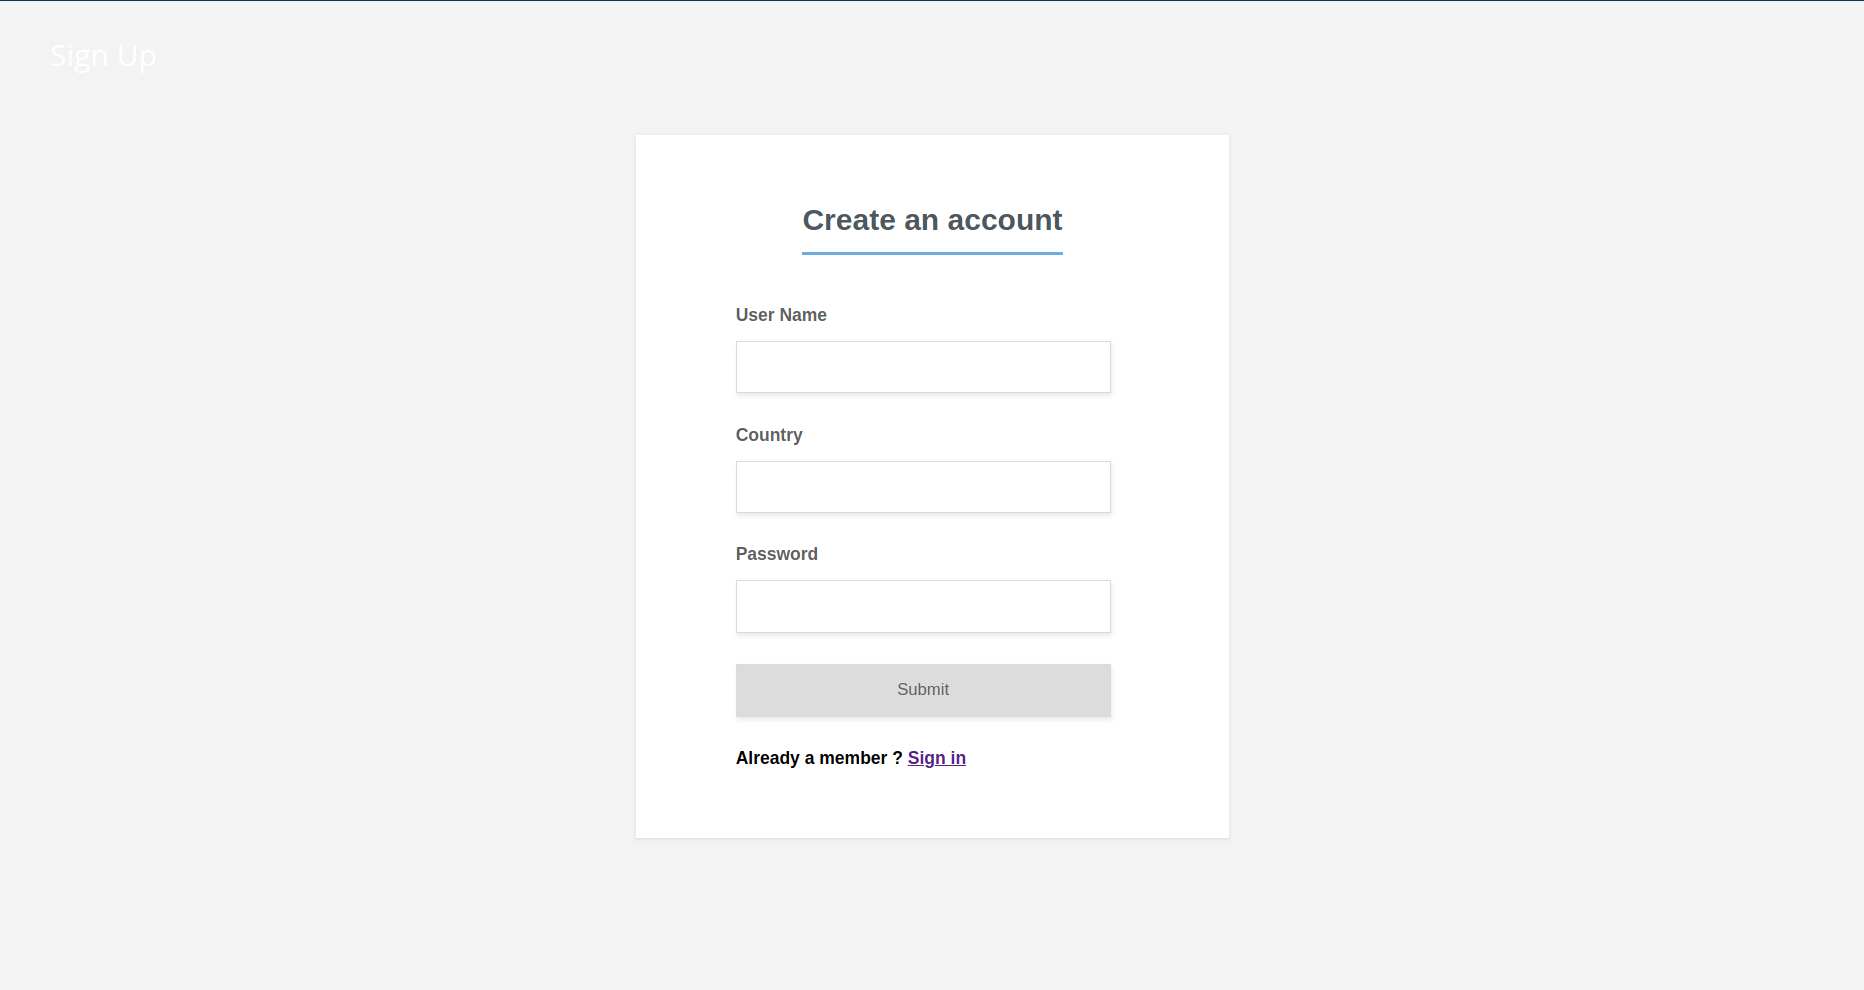 Sign Up
Create an account
User Name
Country
Password
Submit
Already a member ? Sign in